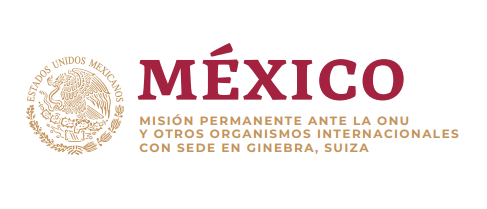 ESTADOS UNIDOS MEXICANOS
MÉXICO
MISIÓN PERMANENTE ANTE LA ONU
Y OTROS ORGANISMOS INTERNACIONALES
CON SEDE EN GINEBRA, SUIZA